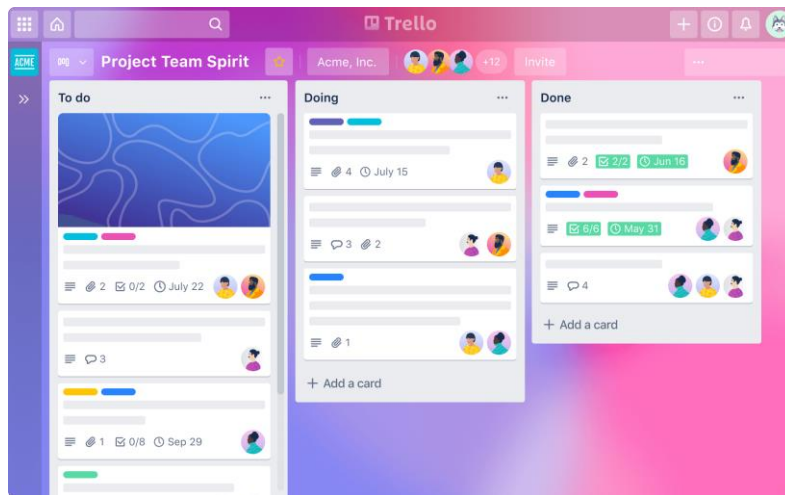 Trello
ACME
Project Team Spirit
Acme, Inc.
+12
Invite
To do
2 0/2 July 22
3
1 0/8 Sep 29
Doing
4 July 15
3 2
1
+ Add a card
Done
2 2/2 Jun 16
6/6 May 31
4
+ Add a card